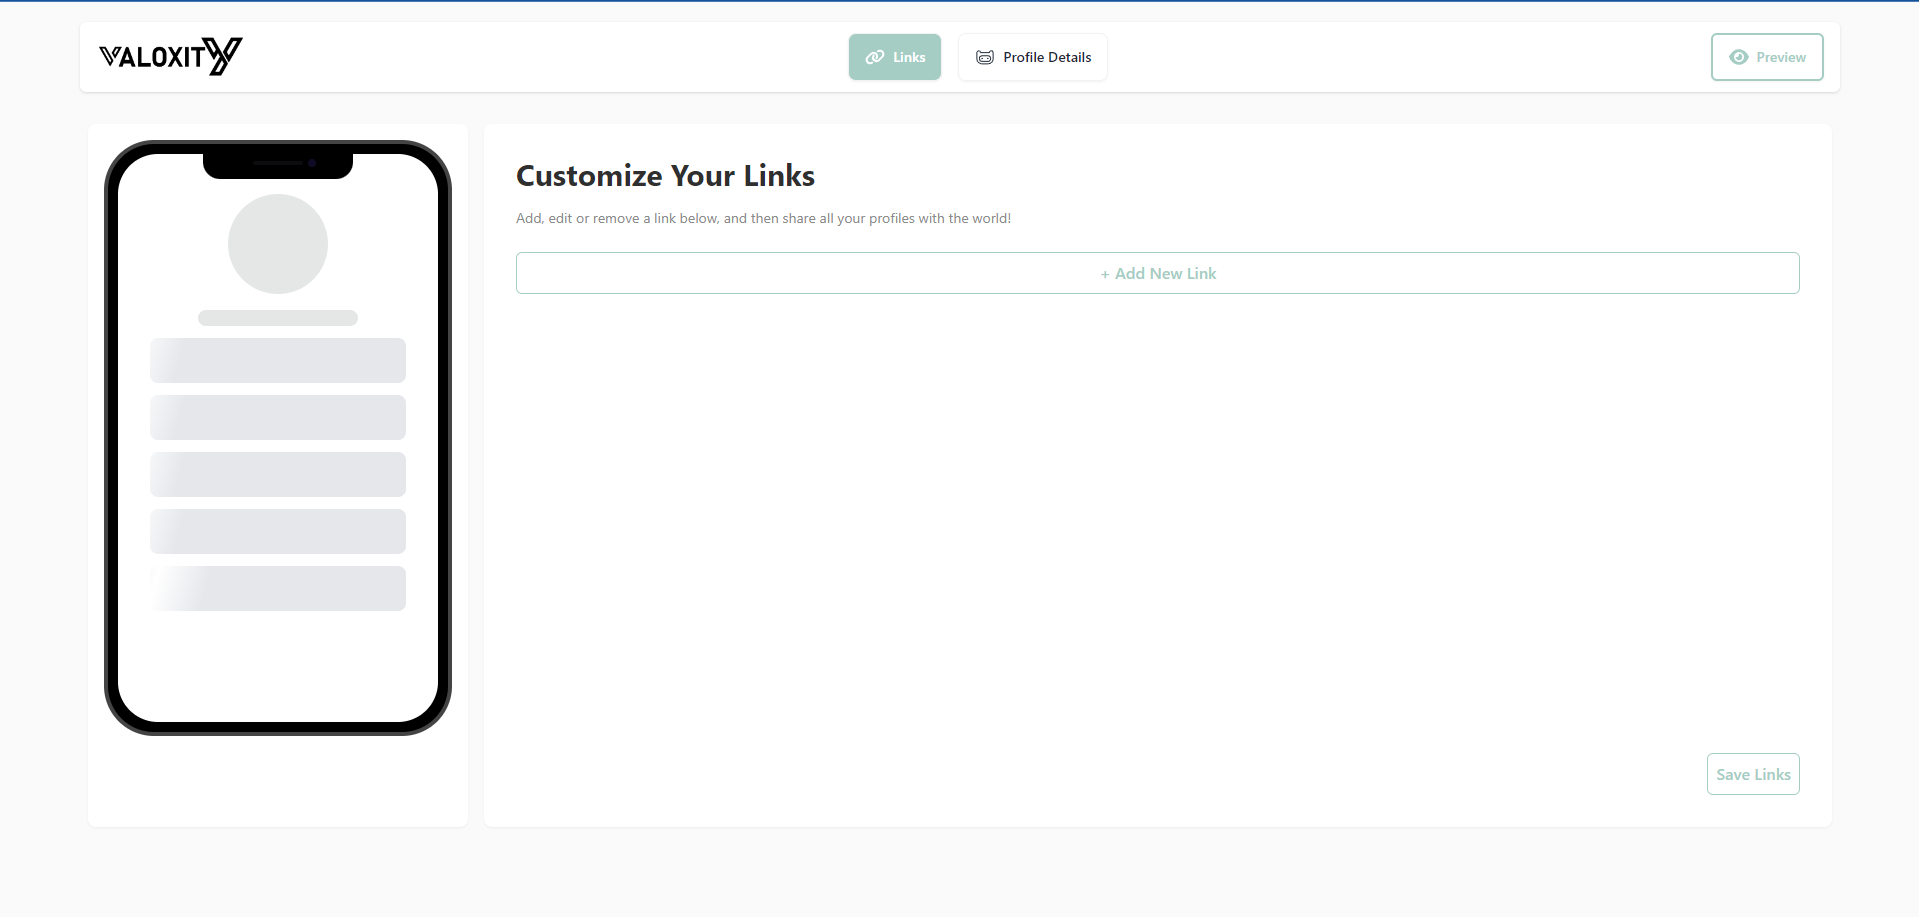 VALOXITY
Links
Profile Details
Preview
Customize Your Links
Add, edit or remove a link below, and then share all your profiles with the world!
+ Add New Link
Save Links